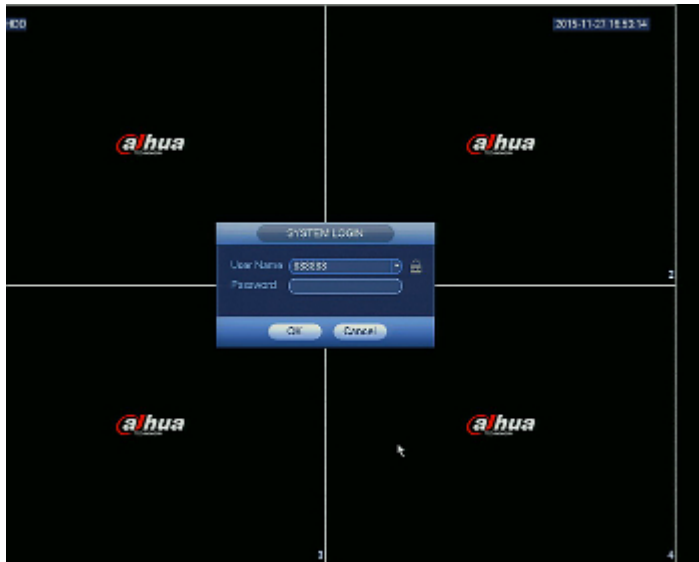 HDD
2015-11-27 16:53:14
alhua
alhua
SYSTEM LOGIN
User Name 888888
Password
2
OK Cancel
alhua
alhua
3
4